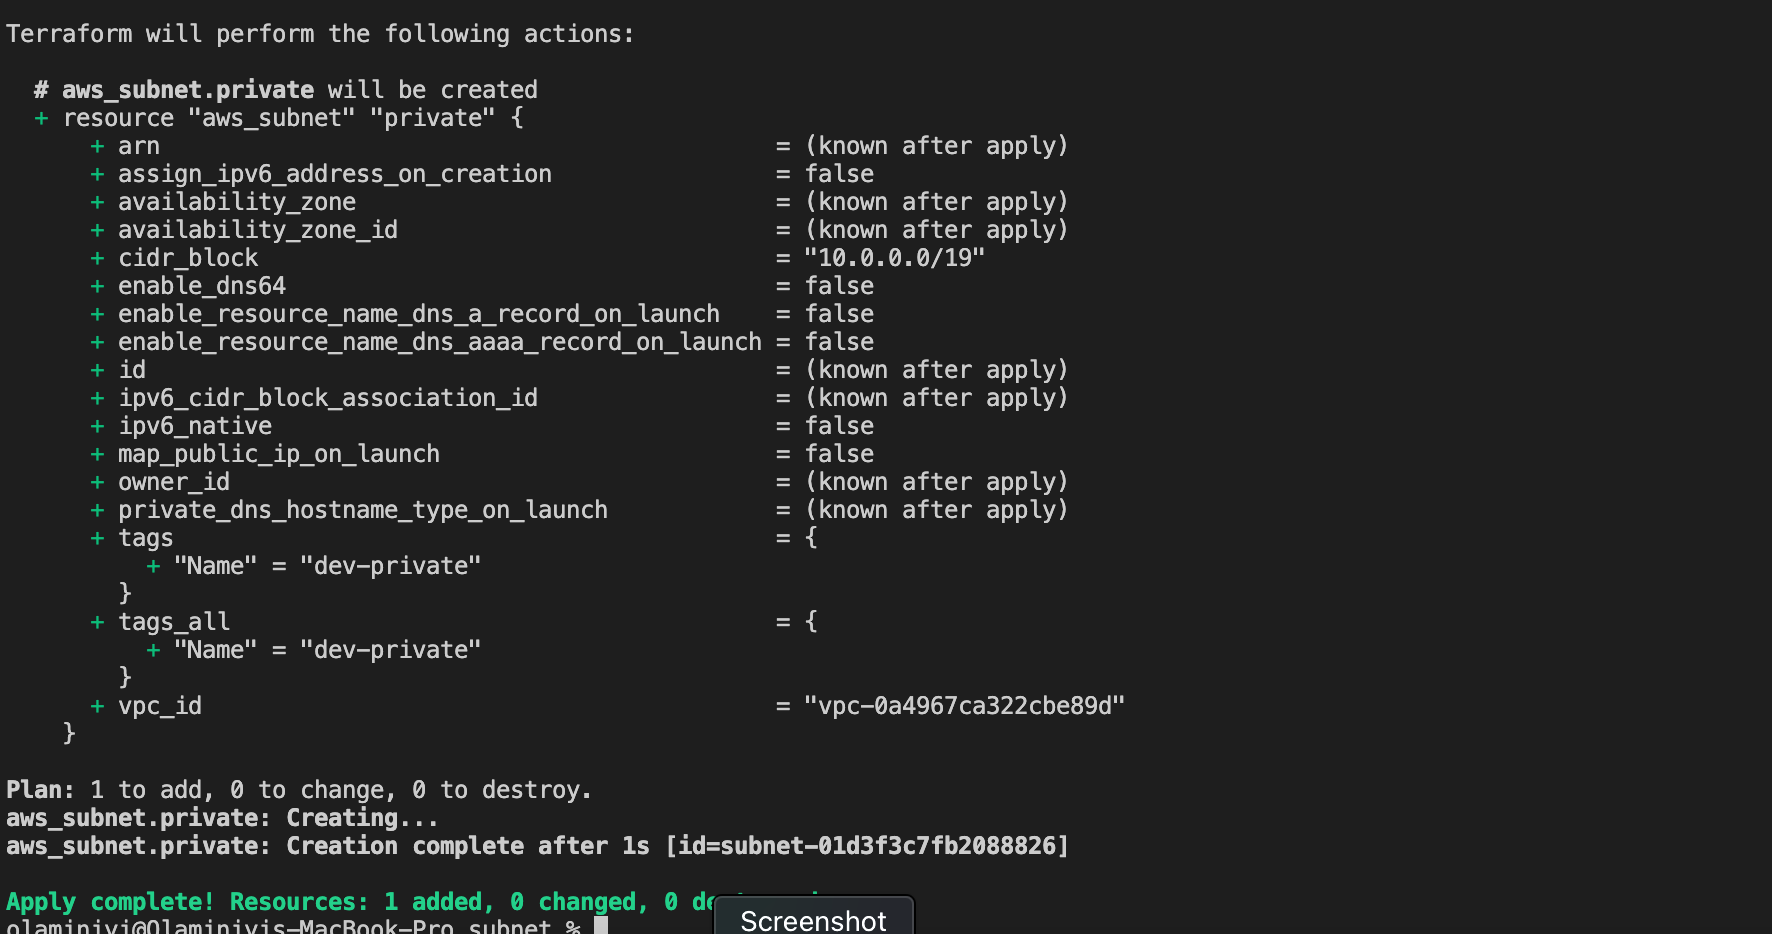 Terraform will perform the following actions:
# aws_subnet.private will be created
+ resource "aws_subnet" "private" {
+ arn = (known after apply)
+ assign_ipv6_address_on_creation = false
+ availability_zone = (known after apply)
+ availability_zone_id = (known after apply)
+ cidr_block = "10.0.0.0/19"
+ enable_dns64 = false
+ enable_resource_name_dns_a_record_on_launch = false
+ enable_resource_name_dns_aaaa_record_on_launch = false
+ id = (known after apply)
+ ipv6_cidr_block_association_id = (known after apply)
+ ipv6_native = false
+ map_public_ip_on_launch = false
+ owner_id = (known after apply)
+ private_dns_hostname_type_on_launch = (known after apply)
+ tags = {
+ "Name" = "dev-private"
}
+ tags_all = {
+ "Name" = "dev-private"
}
+ vpc_id = "vpc-0a4967ca322cbe89d"
}
Plan: 1 to add, 0 to change, 0 to destroy.
aws_subnet.private: Creating...
aws_subnet.private: Creation complete after 1s [id=subnet-01d3f3c7fb2088826]
Apply complete! Resources: 1 added, 0 changed, 0
olaminiyi@Olaminiyis-MacBook-Pro subnet %
Screenshot